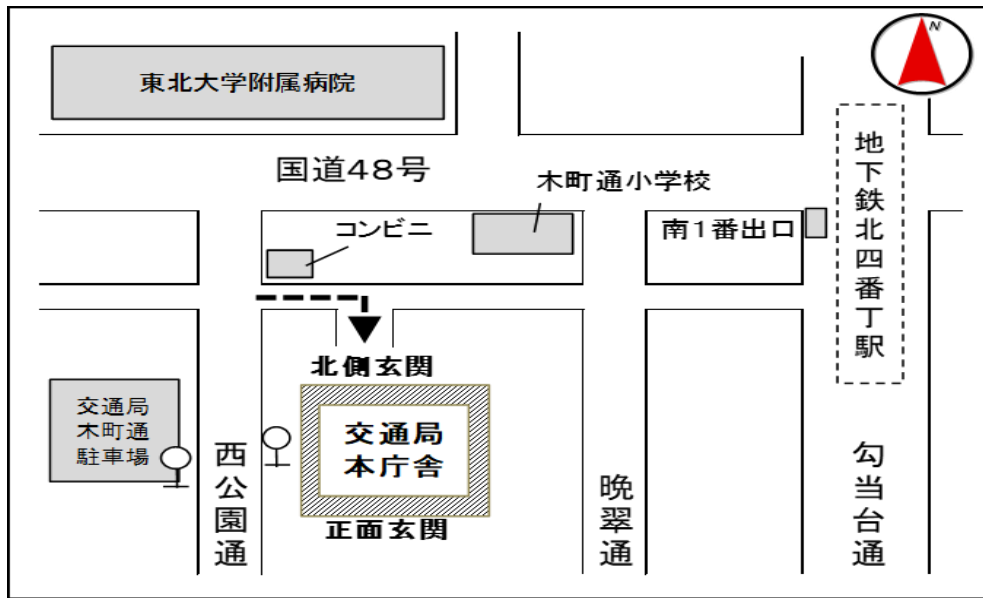 N
東北大学附属病院
国道48号
木町通小学校
コンビニ
南1番出口
地下鉄北四番丁駅
北側玄関
交通局
木町通
駐車場
交通局
本庁舎
正面玄関
西公園通
晩翠通
勾当台通